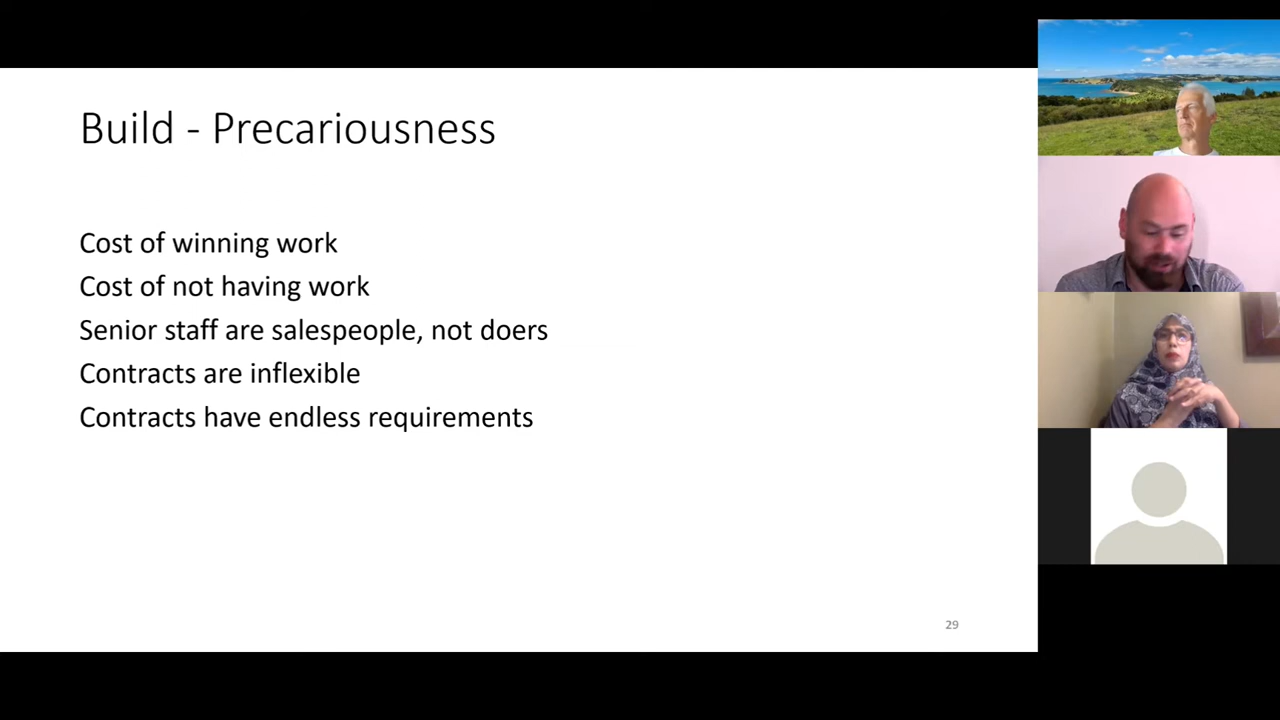 Build - Precariousness
Cost of winning work
Cost of not having work
Senior staff are salespeople, not doers
Contracts are inflexible
Contracts have endless requirements
29